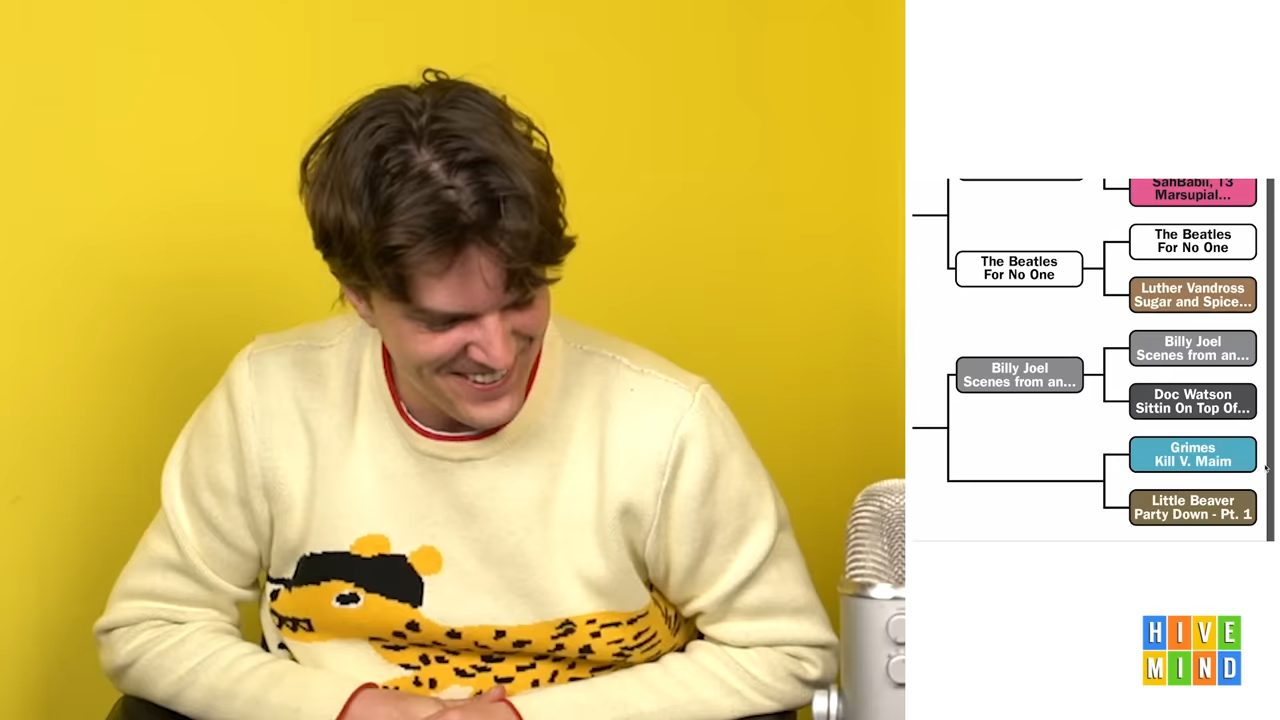 SahBabii, T3
Marsupial...
The Beatles
For No One
The Beatles
For No One
Luther Vandross
Sugar and Spice...
Billy Joel
Scenes from an...
Billy Joel
Scenes from an...
Doc Watson
Sittin On Top Of...
Grimes
Kill V. Maim
Little Beaver
Party Down - Pt. 1
HIVE
MIND